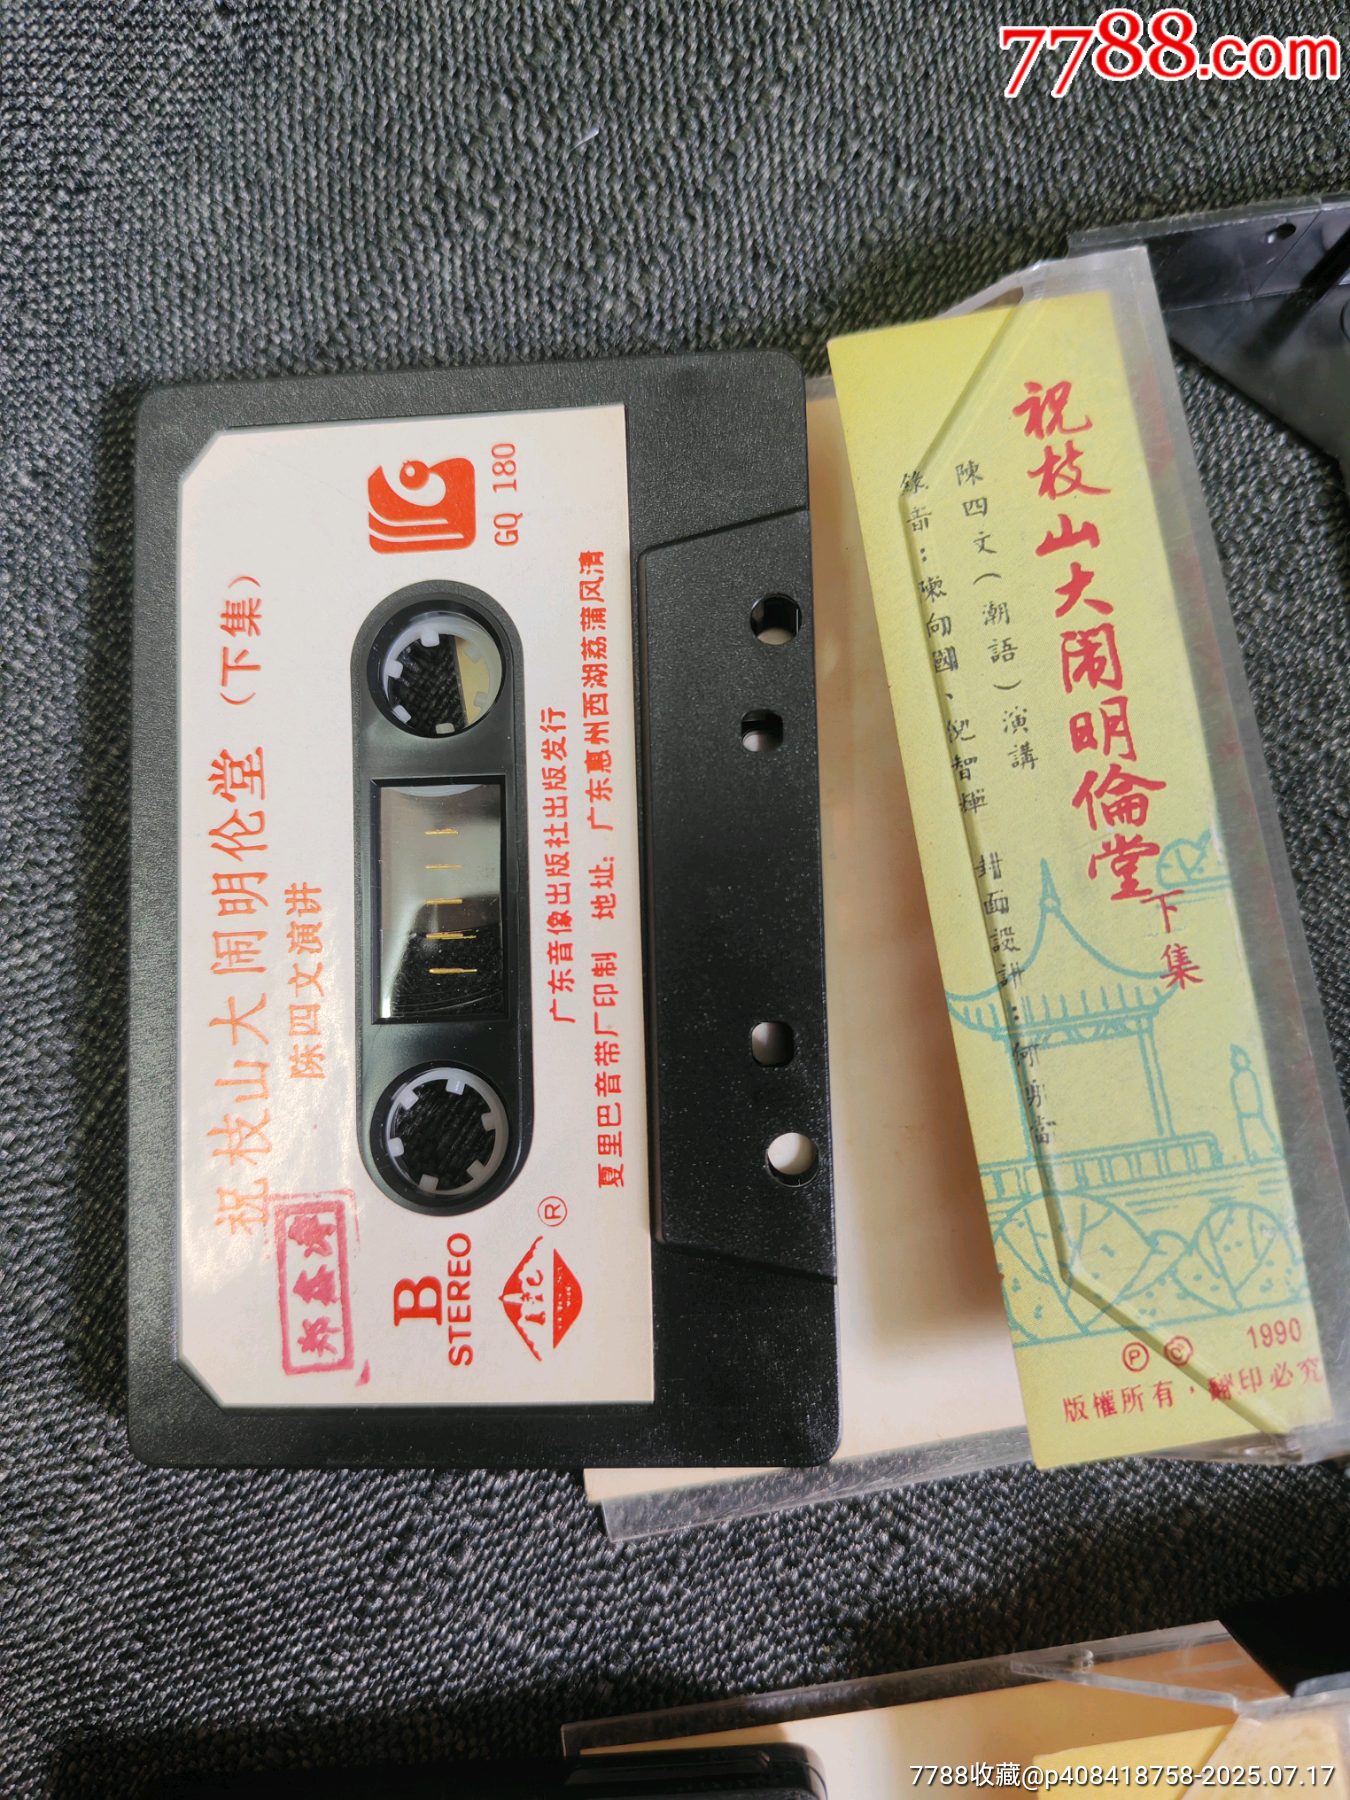 7788.com
祝枝山大闹明伦堂（下集）
陈四文演讲
GQ 180
B
STEREO
R
广东音像出版社出版发行
夏里巴音带厂印制 地址：广东惠州西湖荔蒲风清
祝枝山大闹明倫堂下集
陳四文（潮語）演講
錄音：陳向國、倪智輝 封面設計：何
P C 1990
版權所有，翻印必究
7788收藏@p408418758-2025.07.17